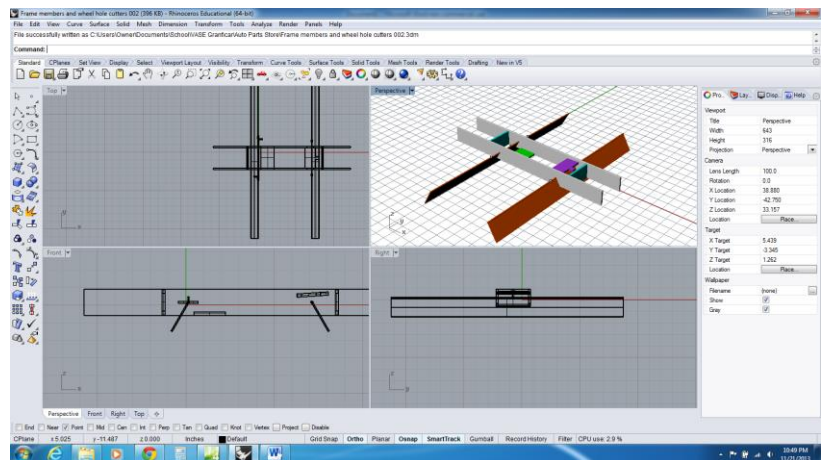 Frame members and wheel hole cutters 002 (396 KB) - Rhinoceros Educational (64-bit)
File Edit View Curve Surface Solid Mesh Dimension Transform Tools Analyze Render Panels Help
File successfully written as C:\Users\Owner\Documents\School\VASE Granficar\Auto Parts Store\Frame members and wheel hole cutters 002.3dm
Command:
Standard CPlanes Set View Display Select Viewport Layout Visibility Transform Curve Tools Surface Tools Solid Tools Mesh Tools Render Tools Drafting New in V5
Top
Perspective
Front
Right
Pro.. Lay.. Disp.. Help
Viewport
Title Perspective
Width 643
Height 316
Projection Perspective
Camera
Lens Length 100.0
Rotation 0.0
X Location 38.880
Y Location -42.750
Z Location 33.157
Location Place...
Target
X Target 5.439
Y Target -3.345
Z Target 1.262
Location Place...
Wallpaper
Filename (none)
Show
Gray
Perspective Front Right Top
End Near Point Mid Cen Int Perp Tan Quad Knot Vertex Project Disable
CPlane x 5.025 y -11.487 z 0.000 Inches Default Grid Snap Ortho Planar Osnap SmartTrack Gumball Record History Filter CPU use: 2.9 %
10:49 PM
11/21/2013